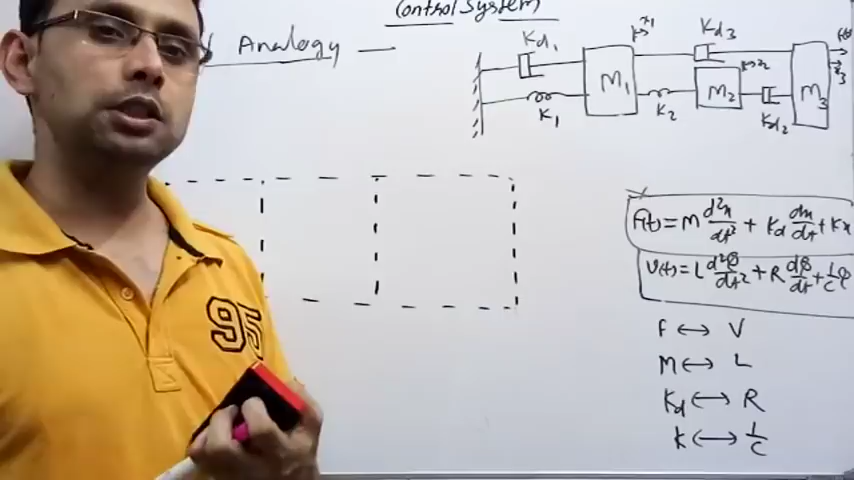 (Control System)
Analogy
Kd1 x1 Kd3 f(t)
M1 x2 M2 M3 x3
K1 K2 Kd2
F(t) = M d²x/dt² + Kd dx/dt + Kx
V(t) = L d²q/dt² + R dq/dt + 1/C q
F ↔ V
M ↔ L
Kd ↔ R
K ↔ 1/C
95